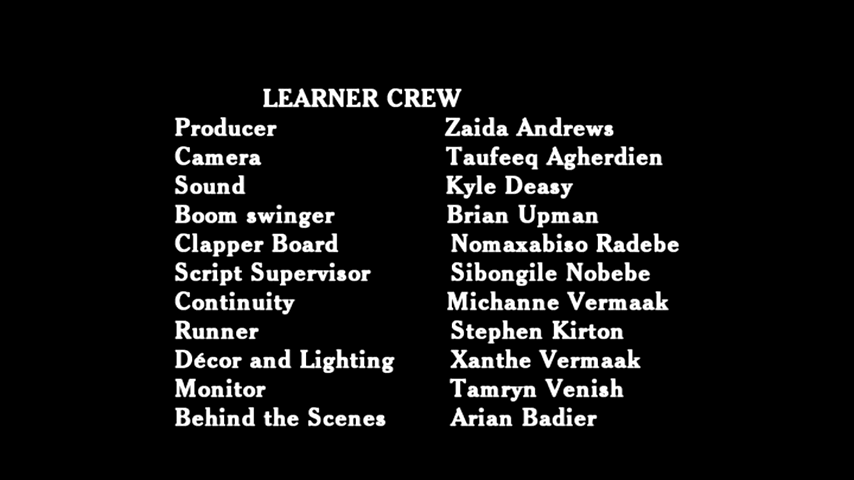 LEARNER CREW
Producer Zaida Andrews
Camera Taufeeq Agherdien
Sound Kyle Deasy
Boom swinger Brian Upman
Clapper Board Nomaxabiso Radebe
Script Supervisor Sibongile Nobebe
Continuity Michanne Vermaak
Runner Stephen Kirton
Décor and Lighting Xanthe Vermaak
Monitor Tamryn Venish
Behind the Scenes Arian Badier